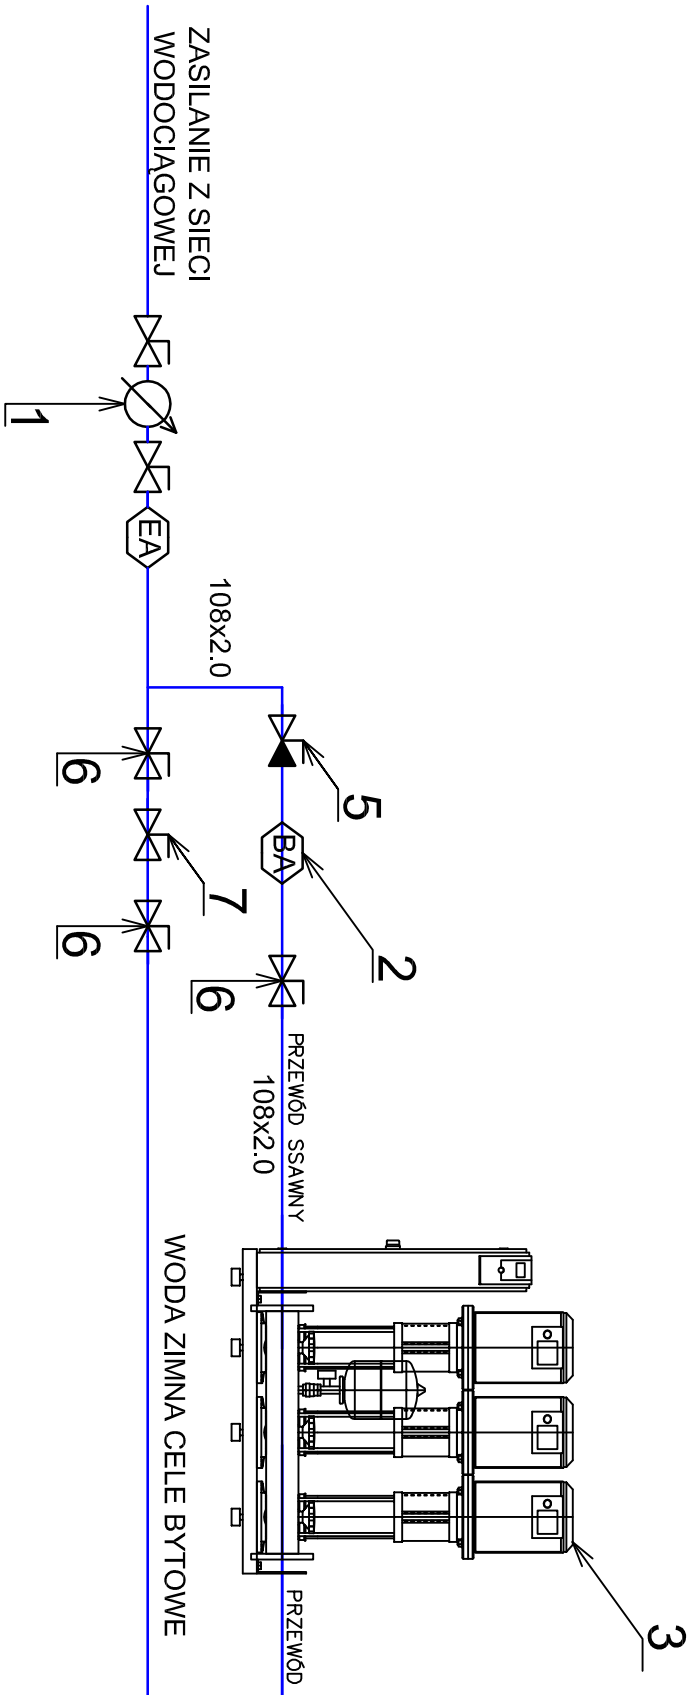 ZASILANIE Z SIECI
WODOCIĄGOWEJ
1
EA
108x2.0
5
BA
2
6
7
6
6
PRZEWÓD SSAWNY
108x2.0
WODA ZIMNA CELE BYTOWE
3
PRZEWÓD